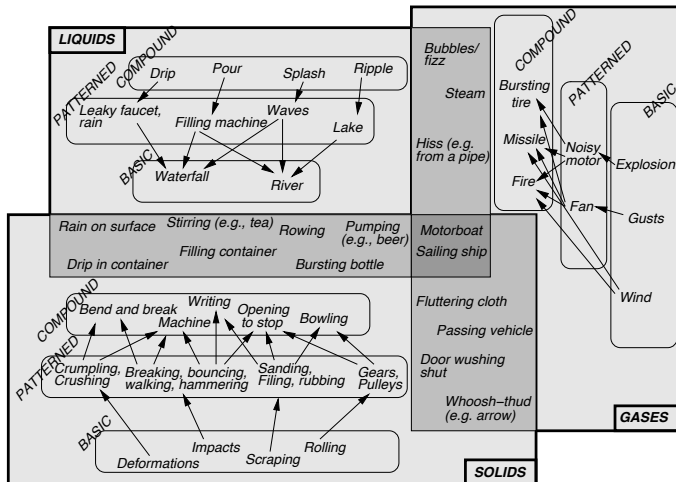 LIQUIDS
COMPOUND
Drip
Pour
Splash
Ripple
PATTERNED
Leaky faucet,
rain
Filling machine
Waves
Lake
BASIC
Waterfall
River
Bubbles/
fizz
Steam
Hiss (e.g.
from a pipe)
COMPOUND
Bursting
tire
Missile
Fire
PATTERNED
Noisy
motor
Fan
BASIC
Explosion
Gusts
Wind
GASES
Rain on surface
Stirring (e.g., tea)
Rowing
Pumping
(e.g., beer)
Drip in container
Filling container
Bursting bottle
Motorboat
Sailing ship
COMPOUND
Bend and break
Writing
Machine
Opening
to stop
Bowling
PATTERNED
Crumpling,
Crushing
Breaking, bouncing,
walking, hammering
Sanding,
Filing, rubbing
Gears,
Pulleys
BASIC
Deformations
Impacts
Scraping
Rolling
Fluttering cloth
Passing vehicle
Door wushing
shut
Whoosh–thud
(e.g. arrow)
SOLIDS